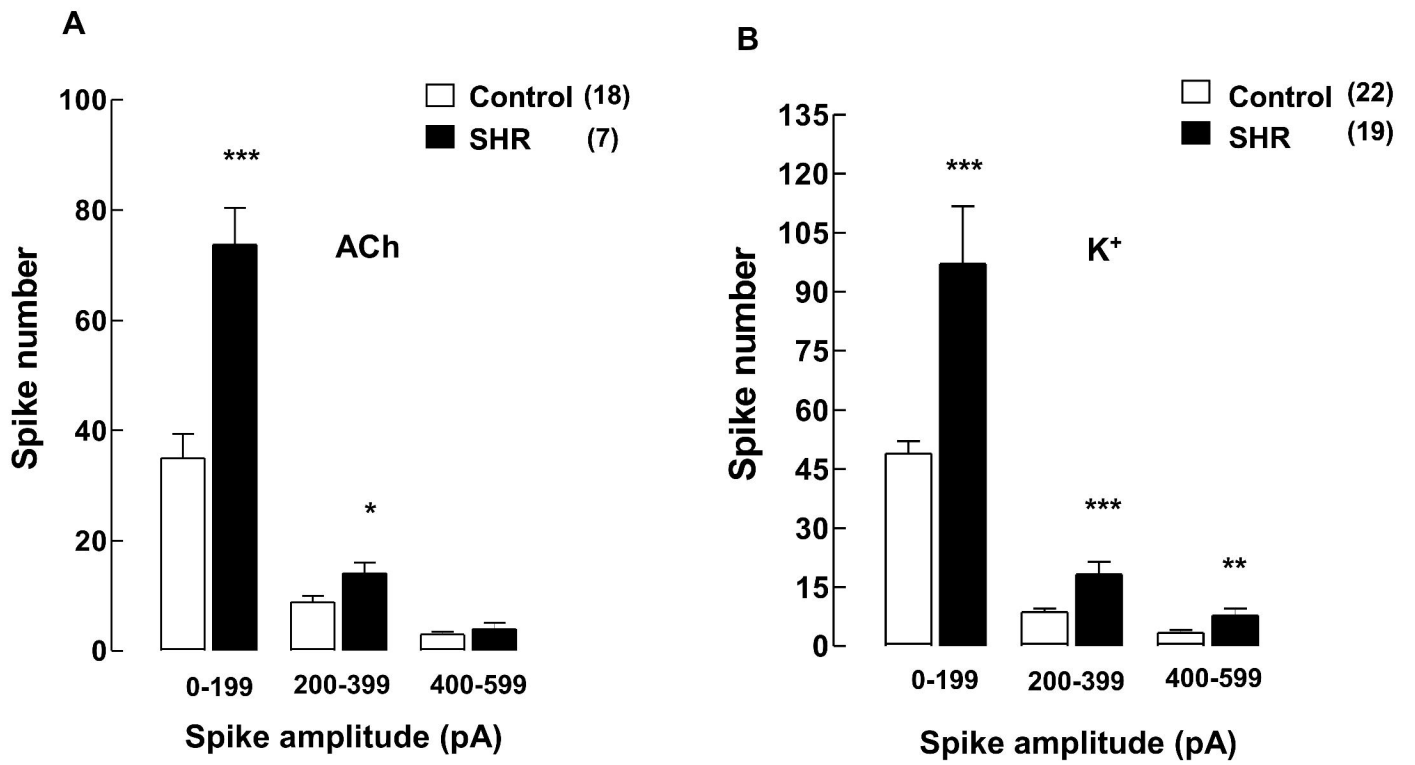 A
Control (18)
SHR (7)
100
80
60
40
20
0
Spike number
***
*
ACh
0-199 200-399 400-599
Spike amplitude (pA)
B
Control (22)
SHR (19)
135
120
105
90
75
60
45
30
15
0
Spike number
***
***
**
K⁺
0-199 200-399 400-599
Spike amplitude (pA)